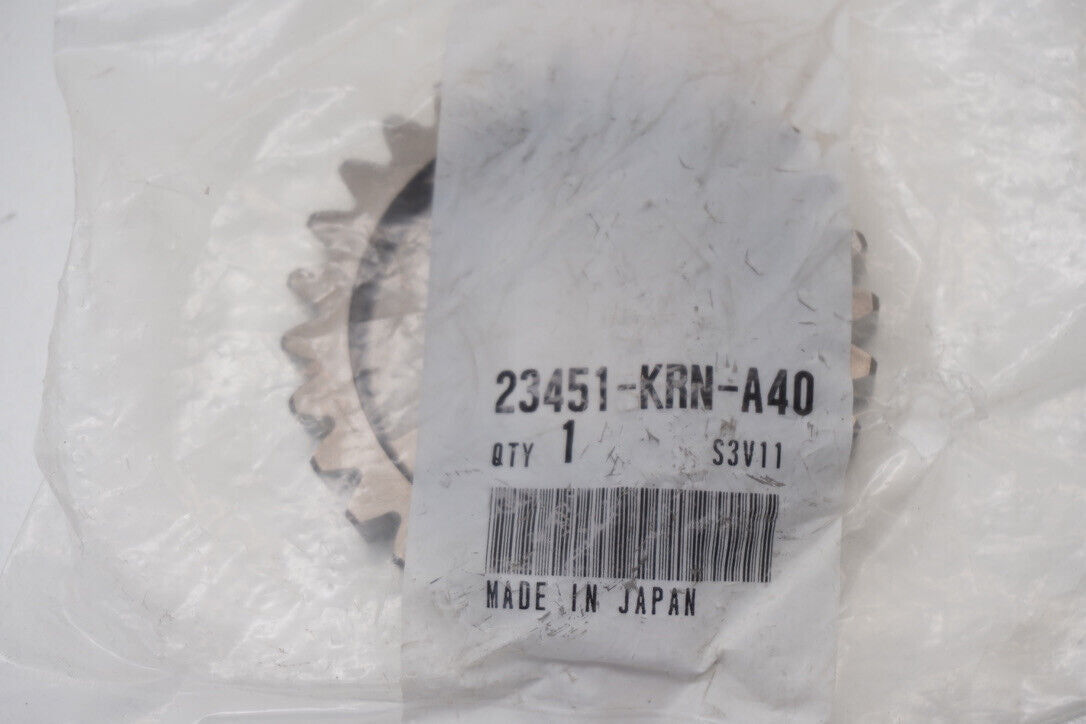 23451-KRN-A40
QTY 1 S3V11
MADE IN JAPAN